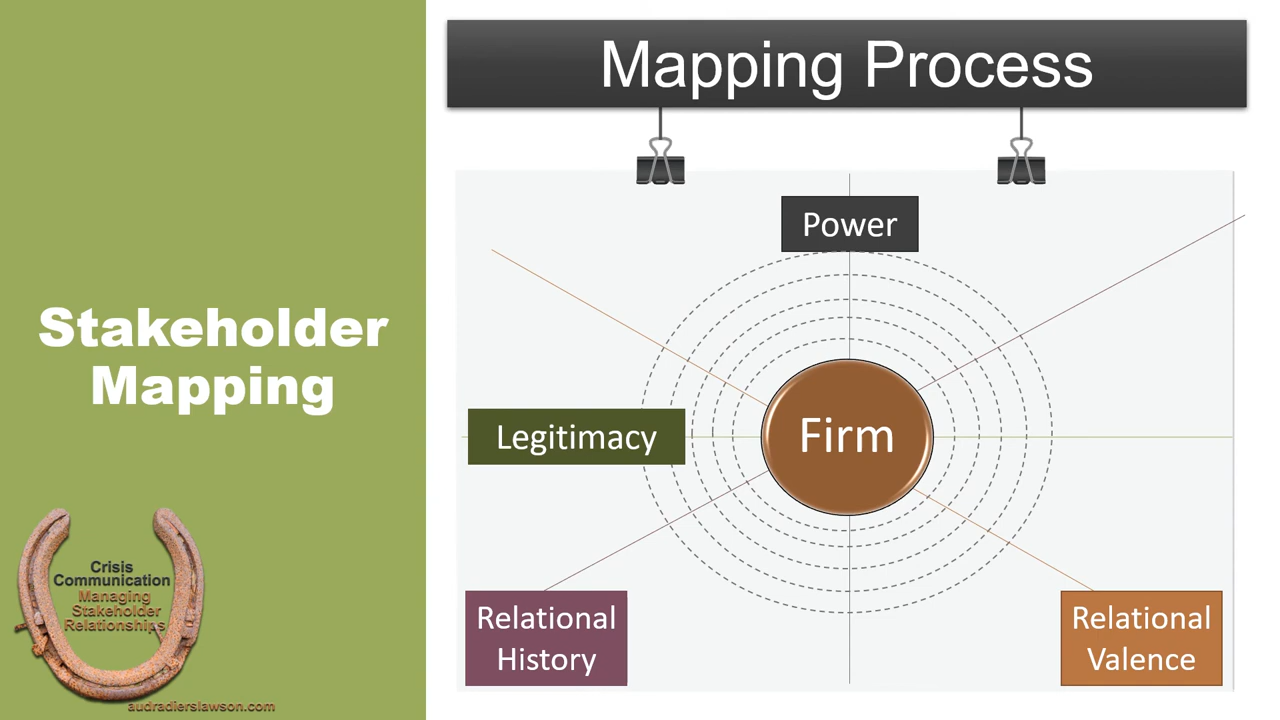 Mapping Process
Stakeholder
Mapping
Power
Legitimacy
Firm
Relational
History
Relational
Valence
Crisis
Communication
Managing
Stakeholder
Relationships
audradierslawson.com